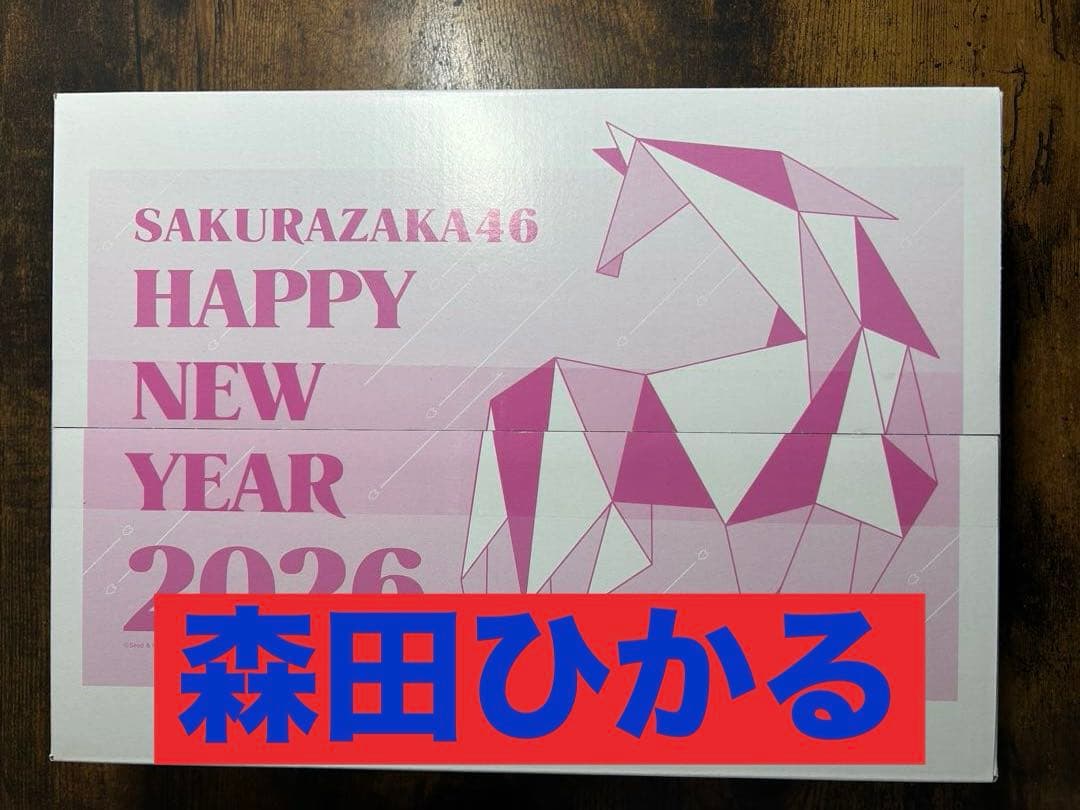 SAKURAZAKA46
HAPPY
NEW
YEAR
2026
森田ひかる